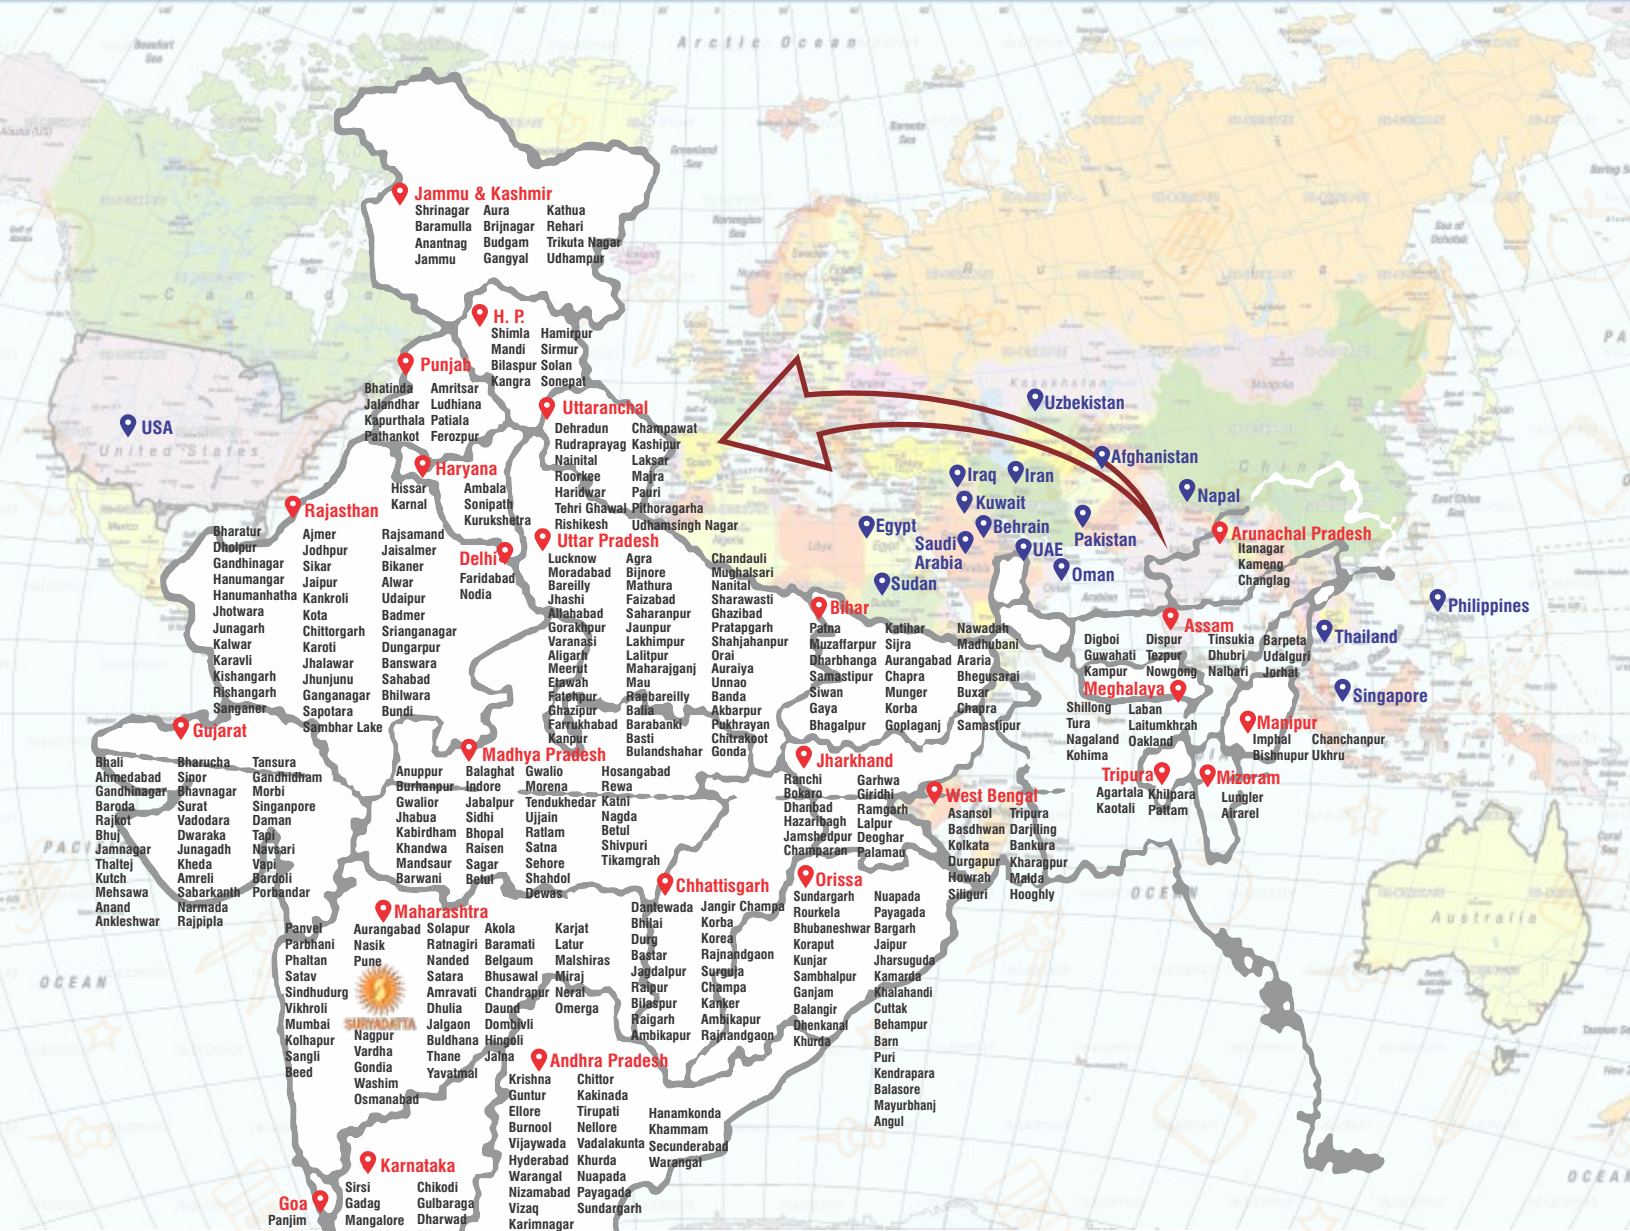 Arctic Ocean
Beaufort
Sea
Greenland
Sea
Barents
Sea
Norwegian
Sea
Canada
Russia
Jammu & Kashmir
Shrinagar Aura Kathua
Baramulla Brijnagar Rehari
Anantnag Budgam Trikuta Nagar
Jammu Gangyal Udhampur
H. P.
Shimla Hamirpur
Mandi Sirmur
Bilaspur Solan
Kangra Sonepat
Punjab
Bhatinda Amritsar
Jalandhar Ludhiana
Kapurthala Patiala
Pathankot Ferozpur
Uttaranchal
Dehradun Champawat
Rudraprayag Kashipur
Nainital Laksar
Roorkee Majra
Haridwar Pauri
Tehri Ghawal Pithoragarha
Rishikesh Udhamsingh Nagar
USA
United States
Mexico
Haryana
Hissar Ambala
Karnal Sonipath
Kurukshetra
Delhi
Faridabad
Nodia
Rajasthan
Bharatur Ajmer Rajsamand
Dholpur Jodhpur Jaisalmer
Gandhinagar Sikar Bikaner
Hanumangar Jaipur Alwar
Hanumanhatha Kankroli Udaipur
Jhotwara Kota Badmer
Junagarh Chittorgarh Srianganagar
Kalwar Karoti Dungarpur
Karavli Jhalawar Banswara
Kishangarh Jhunjunu Sahabad
Rishangarh Ganganagar Bhilwara
Sanganer Sapotara Bundi
Sambhar Lake
Uttar Pradesh
Lucknow Agra Chandauli
Moradabad Bijnore Mughalsari
Bareilly Mathura Nanital
Jhashi Faizabad Sharawasti
Allahabad Saharanpur Ghazibad
Gorakhpur Jaunpur Pratapgarh
Varanasi Lakhimpur Shahjahanpur
Aligarh Lalitpur Orai
Meerut Maharajganj Auraiya
Etawah Mau Unnao
Fatehpur Raebareilly Banda
Ghazipur Balia Akbarpur
Farrukhabad Barabanki Pukhrayan
Kanpur Basti Chitrakoot
Bulandshahar Gonda
Uzbekistan
Kazakhstan
Mongolia
Afghanistan
Iraq
Iran
Kuwait
Napal
China
Egypt
Behrain
Pakistan
Saudi
Arabia
UAE
Oman
Sudan
Libya
Philippines
Thailand
Singapore
Arunachal Pradesh
Itanagar
Kameng
Changlag
Bihar
Patna Katihar Nawadah
Muzaffarpur Sijra Madhubani
Dharbhanga Aurangabad Araria
Samastipur Chapra Bhegusarai
Siwan Munger Buxar
Gaya Korba Chapra
Bhagalpur Goplaganj Samastipur
Assam
Digboi Dispur Tinsukia Barpeta
Guwahati Tezpur Dhubri Udalguri
Kampur Nowgong Nalbari Jorhat
Meghalaya
Shillong Laban
Tura Laitumkhrah
Nagaland Oakland
Kohima
Manipur
Imphal Chanchanpur
Bishnupur Ukhru
Tripura
Agartala Khilpara
Kaotali Pattam
Mizoram
Lungler
Airarel
Gujarat
Bhali Bharucha Tansura
Ahmedabad Sinor Gandhidham
Gandhinagar Bhavnagar Morbi
Baroda Surat Singanpore
Rajkot Vadodara Daman
Bhuj Dwaraka Tapi
Jamnagar Junagadh Navsari
Thaltej Kheda Vapi
Kutch Amreli Bardoli
Mehsawa Sabarkanth Porbandar
Anand Narmada
Ankleshwar Rajpipla
Madhya Pradesh
Anuppur Balaghat Gwalio Hosangabad
Burhanpur Indore Morena Rewa
Gwalior Jabalpur Tendukhedar Katni
Jhabua Sidhi Ujjain Nagda
Kabirdham Bhopal Ratlam Betul
Khandwa Raisen Satna Shivpuri
Mandsaur Sagar Sehore Tikamgrah
Barwani Betul Shahdol
Dewas
Jharkhand
Ranchi Garhwa
Bokaro Giridhi
Dhanbad Ramgarh
Hazaribagh Lalpur
Jamshedpur Deoghar
Champaran Palamau
West Bengal
Asansol Tripura
Basdhwan Darjiling
Kolkata Bankura
Durgapur Kharagpur
Howrah Malda
Siliguri Hooghly
Chhattisgarh
Dantewada Jangir Champa
Bhilai Korba
Durg Korea
Bastar Rajnandgaon
Jagdalpur Surguja
Raipur Champa
Bilaspur Kanker
Raigarh Ambikapur
Ambikapur Rajnandgaon
Orissa
Sundargarh Nuapada
Rourkela Payagada
Bhubaneshwar Bargarh
Koraput Jaipur
Kunjar Jharsuguda
Sambhalpur Kamarda
Ganjam Khalahandi
Balangir Cuttak
Dhenkanal Behampur
Khurda Barn
Puri
Kendrapara
Balasore
Mayurbhanj
Angul
Maharashtra
Panvel Aurangabad Solapur Akola Karjat
Parbhani Nasik Ratnagiri Baramati Latur
Phaltan Pune Nanded Belgaum Malshiras
Satav Satara Bhusawal Miraj
Sindhudurg Amravati Chandrapur Neral
Vikhroli Dhulia Daund Omerga
SURYADATTA
Mumbai Nagpur Jalgaon Dombivli
Kolhapur Vardha Buldhana Hingoli
Sangli Gondia Thane Jalna
Beed Washim Yavatmal
Osmanabad
Andhra Pradesh
Krishna Chittor
Guntur Kakinada
Ellore Tirupati Hanamkonda
Burnool Nellore Khammam
Vijaywada Vadalakunta Secunderabad
Hyderabad Khurda Warangal
Warangal Nuapada
Nizamabad Payagada
Vizaq Sundargarh
Karimnagar
Karnataka
Sirsi Chikodi
Gadag Gulbaraga
Mangalore Dharwad
Goa
Panjim
OCEAN
OCEAN
Australia
OCEAN